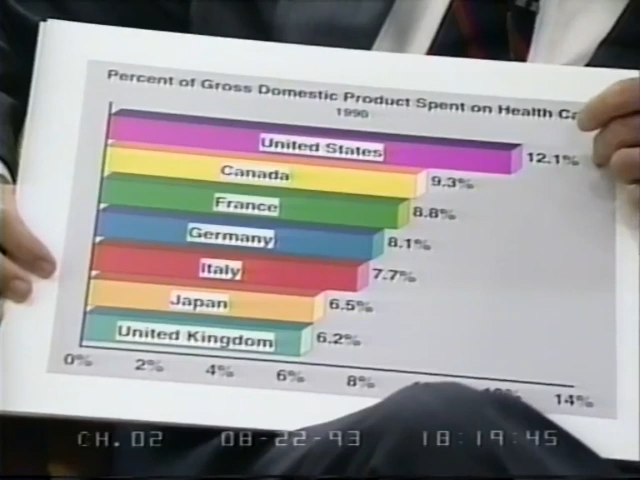 Percent of Gross Domestic Product Spent on Health
1990
United States 12.1%
Canada 9.3%
France 8.8%
Germany 8.1%
Italy 7.7%
Japan 6.5%
United Kingdom 6.2%
0% 2% 4% 6% 8% 14%
CH.02 08-22-93 18:19:45